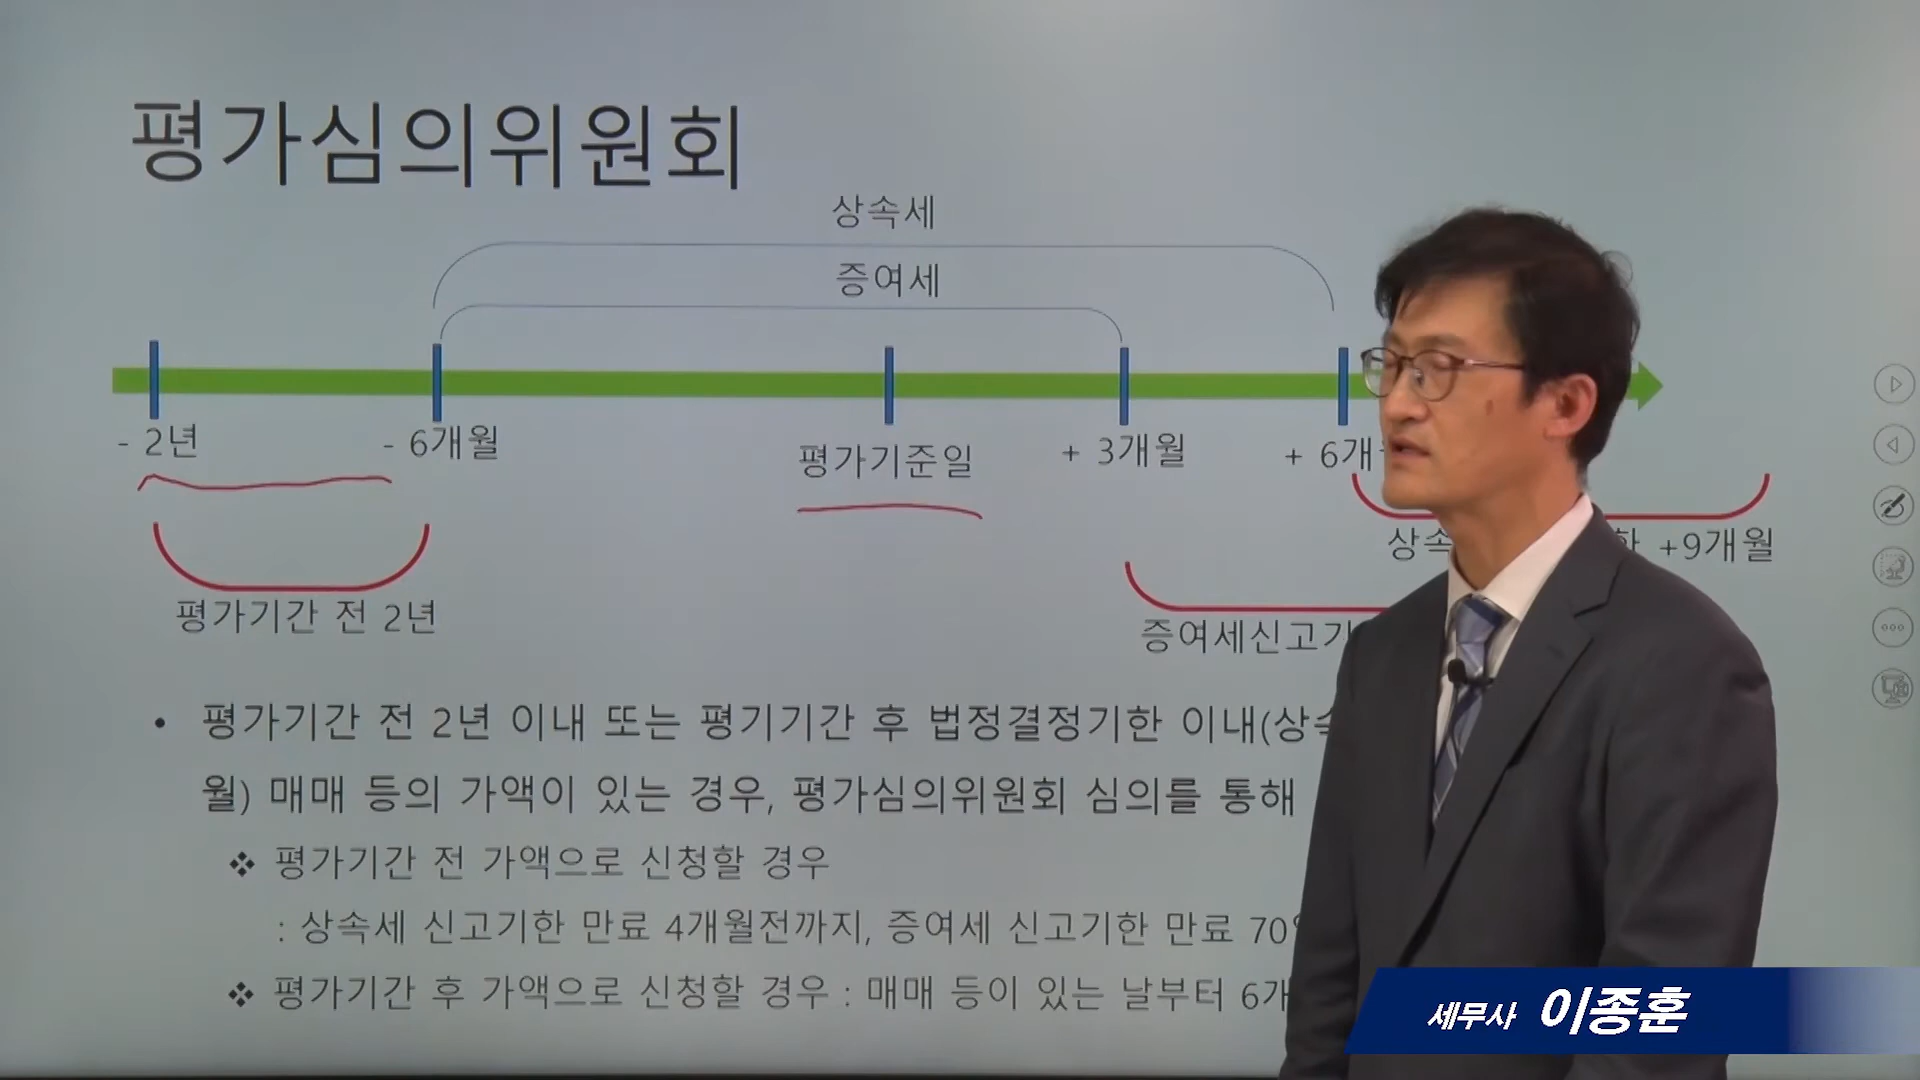 평가심의위원회
상속세
증여세
- 2년
- 6개월
평가기준일
+ 3개월
+ 6개
상속 +9개월
평가기간 전 2년
증여세신고기
• 평가기간 전 2년 이내 또는 평기기간 후 법정결정기한 이내(상속
월) 매매 등의 가액이 있는 경우, 평가심의위원회 심의를 통해
❖ 평가기간 전 가액으로 신청할 경우
: 상속세 신고기한 만료 4개월전까지, 증여세 신고기한 만료 70
❖ 평가기간 후 가액으로 신청할 경우 : 매매 등이 있는 날부터 6개
세무사 이종훈